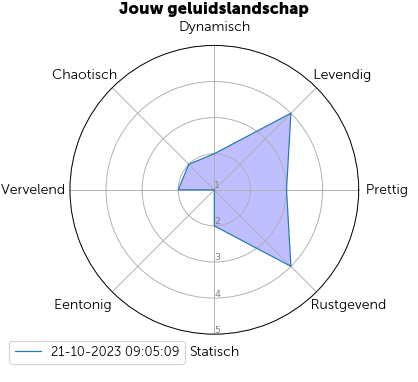 Jouw geluidslandschap
Dynamisch
Chaotisch
Levendig
Vervelend
1
Prettig
2
3
4
Eentonig
Rustgevend
5
21-10-2023 09:05:09
Statisch